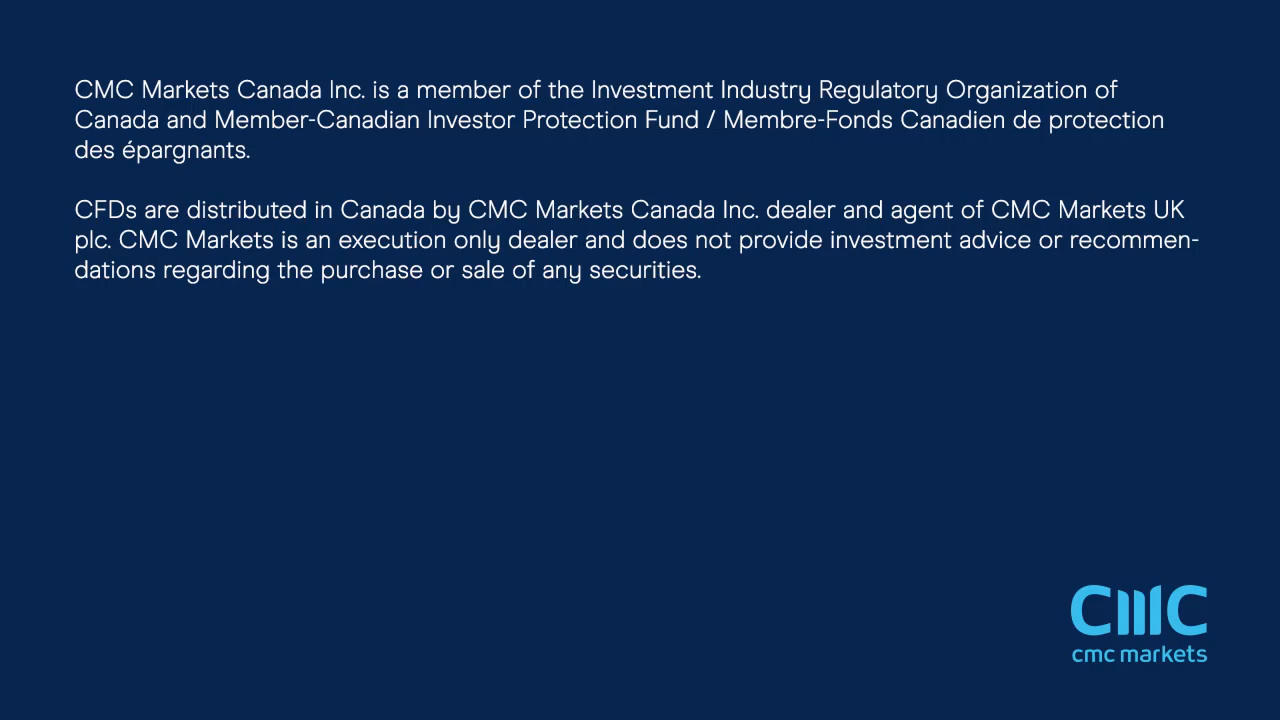 CMC Markets Canada Inc. is a member of the Investment Industry Regulatory Organization of
Canada and Member-Canadian Investor Protection Fund / Membre-Fonds Canadien de protection
des épargnants.
CFDs are distributed in Canada by CMC Markets Canada Inc. dealer and agent of CMC Markets UK
plc. CMC Markets is an execution only dealer and does not provide investment advice or recommen-
dations regarding the purchase or sale of any securities.
CMC
cmc markets